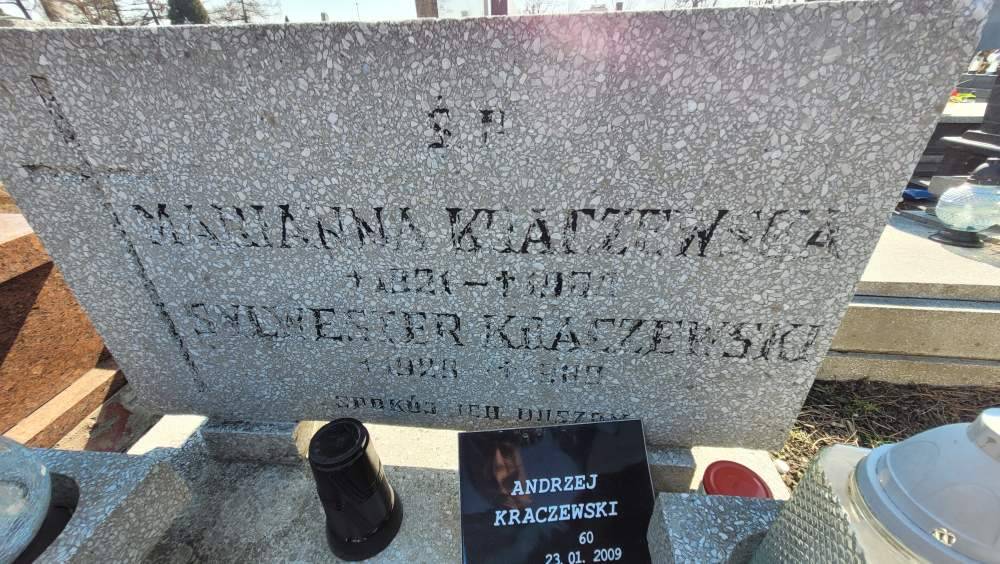 Ś P
MARIANNA KRACZEWSKA
SYLWESTER KRACZEWSKI
SPOKÓJ ICH DUSZOM
ANDRZEJ
KRACZEWSKI
60
23.01.2009